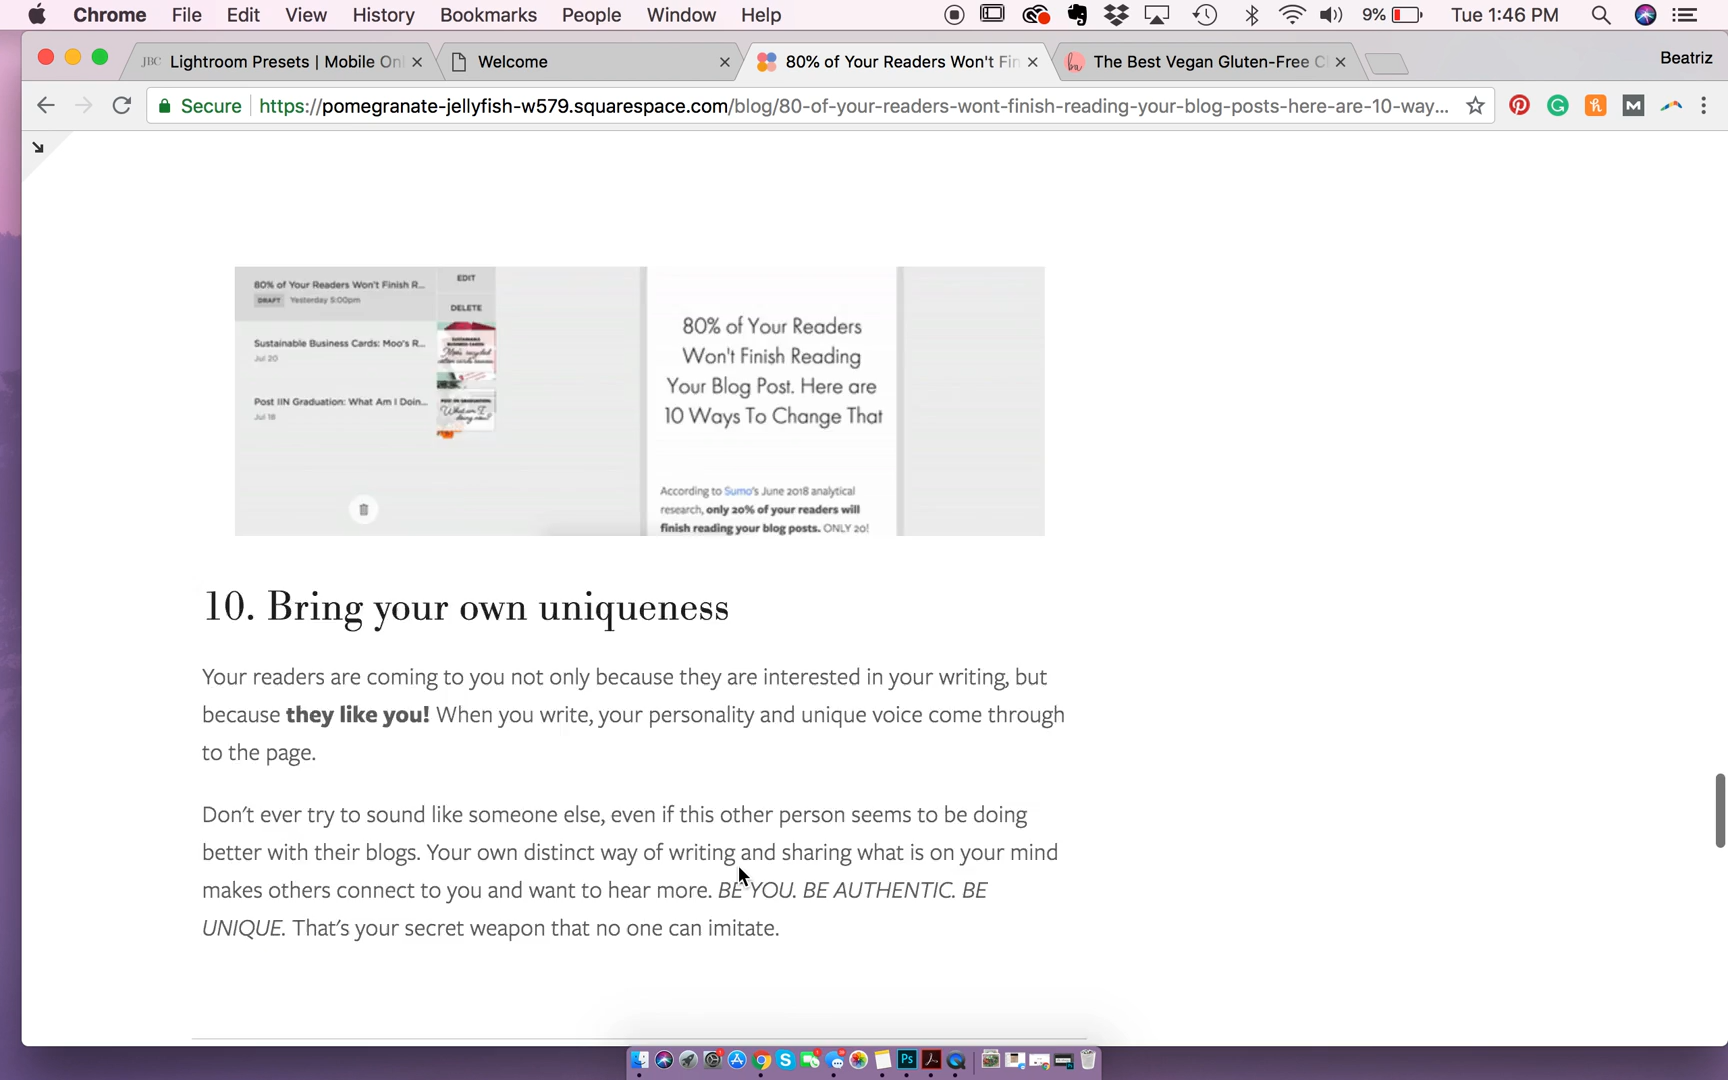 Chrome File Edit View History Bookmarks People Window Help 9% Tue 1:46 PM
JBC Lightroom Presets | Mobile On
Welcome
80% of Your Readers Won't Fin
The Best Vegan Gluten-Free C
Beatriz
Secure https://pomegranate-jellyfish-w579.squarespace.com/blog/80-of-your-readers-wont-finish-reading-your-blog-posts-here-are-10-way...
80% of Your Readers Won't Finish R...
DRAFT Yesterday 5:00pm
EDIT
DELETE
Sustainable Business Cards: Moo's R...
Jul 20
Post IIN Graduation: What Am I Doin...
Jul 18
80% of Your Readers
Won't Finish Reading
Your Blog Post. Here are
10 Ways To Change That
According to Sumo's June 2018 analytical
research, only 20% of your readers will
finish reading your blog posts. ONLY 20!
10. Bring your own uniqueness
Your readers are coming to you not only because they are interested in your writing, but
because they like you! When you write, your personality and unique voice come through
to the page.
Don't ever try to sound like someone else, even if this other person seems to be doing
better with their blogs. Your own distinct way of writing and sharing what is on your mind
makes others connect to you and want to hear more. BE YOU. BE AUTHENTIC. BE
UNIQUE. That's your secret weapon that no one can imitate.